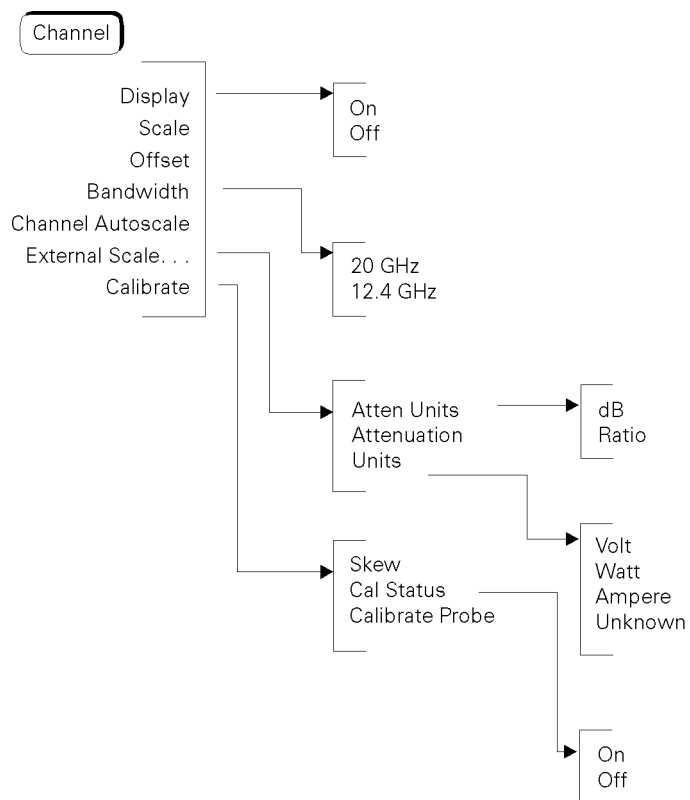 Channel
Display
Scale
Offset
Bandwidth
Channel Autoscale
External Scale. . .
Calibrate
On
Off
20 GHz
12.4 GHz
Atten Units
Attenuation
Units
dB
Ratio
Volt
Watt
Ampere
Unknown
Skew
Cal Status
Calibrate Probe
On
Off